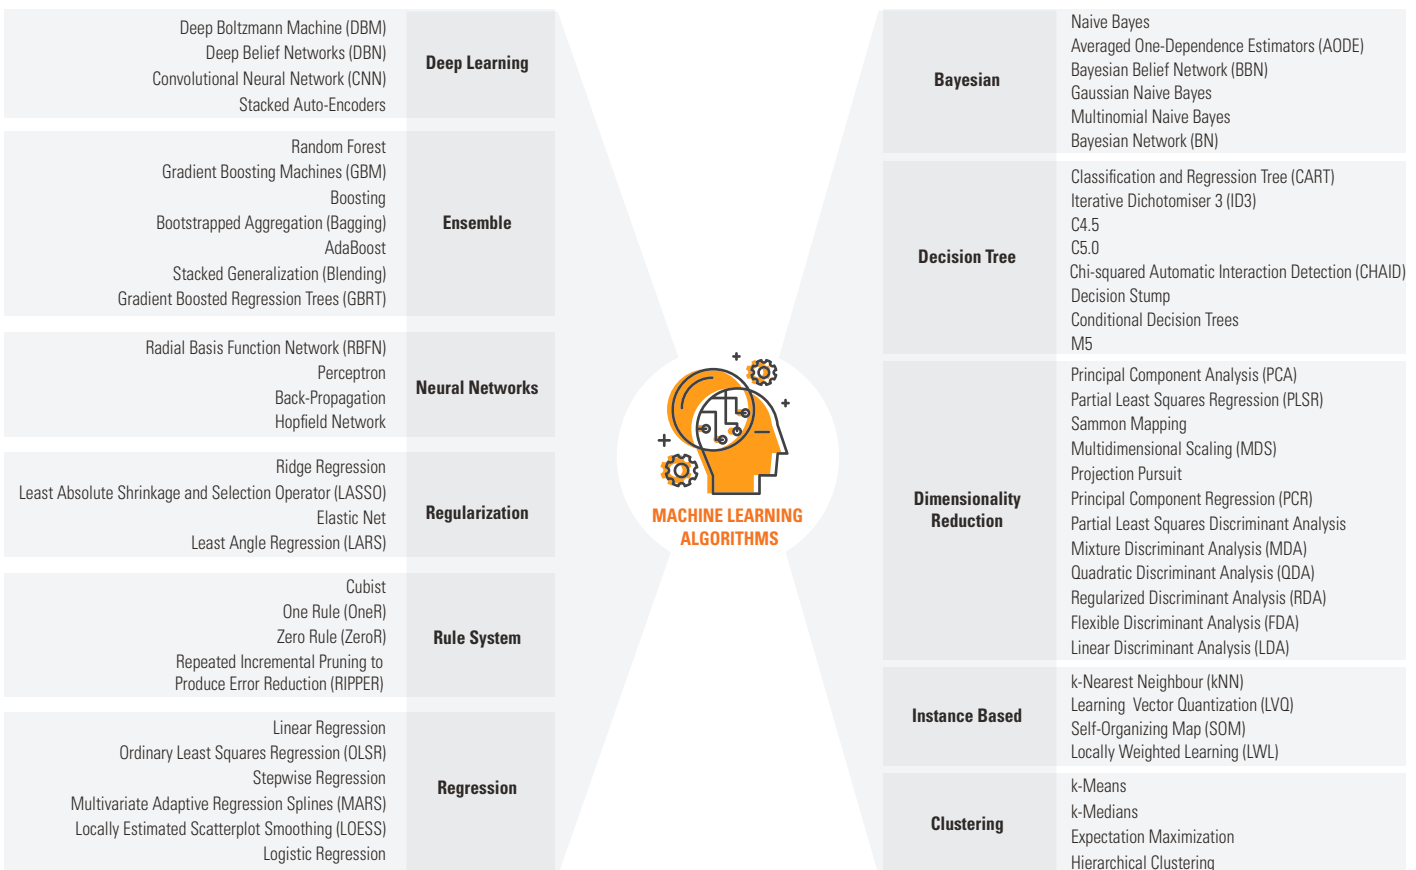 Deep Boltzmann Machine (DBM)
Deep Belief Networks (DBN)
Convolutional Neural Network (CNN)
Stacked Auto-Encoders
Deep Learning
Random Forest
Gradient Boosting Machines (GBM)
Boosting
Bootstrapped Aggregation (Bagging)
AdaBoost
Stacked Generalization (Blending)
Gradient Boosted Regression Trees (GBRT)
Ensemble
Radial Basis Function Network (RBFN)
Perceptron
Back-Propagation
Hopfield Network
Neural Networks
Ridge Regression
Least Absolute Shrinkage and Selection Operator (LASSO)
Elastic Net
Least Angle Regression (LARS)
Regularization
Cubist
One Rule (OneR)
Zero Rule (ZeroR)
Repeated Incremental Pruning to
Produce Error Reduction (RIPPER)
Rule System
Linear Regression
Ordinary Least Squares Regression (OLSR)
Stepwise Regression
Multivariate Adaptive Regression Splines (MARS)
Locally Estimated Scatterplot Smoothing (LOESS)
Logistic Regression
Regression
MACHINE LEARNING
ALGORITHMS
Bayesian
Naive Bayes
Averaged One-Dependence Estimators (AODE)
Bayesian Belief Network (BBN)
Gaussian Naive Bayes
Multinomial Naive Bayes
Bayesian Network (BN)
Decision Tree
Classification and Regression Tree (CART)
Iterative Dichotomiser 3 (ID3)
C4.5
C5.0
Chi-squared Automatic Interaction Detection (CHAID)
Decision Stump
Conditional Decision Trees
M5
Dimensionality
Reduction
Principal Component Analysis (PCA)
Partial Least Squares Regression (PLSR)
Sammon Mapping
Multidimensional Scaling (MDS)
Projection Pursuit
Principal Component Regression (PCR)
Partial Least Squares Discriminant Analysis
Mixture Discriminant Analysis (MDA)
Quadratic Discriminant Analysis (QDA)
Regularized Discriminant Analysis (RDA)
Flexible Discriminant Analysis (FDA)
Linear Discriminant Analysis (LDA)
Instance Based
k-Nearest Neighbour (kNN)
Learning Vector Quantization (LVQ)
Self-Organizing Map (SOM)
Locally Weighted Learning (LWL)
Clustering
k-Means
k-Medians
Expectation Maximization
Hierarchical Clustering